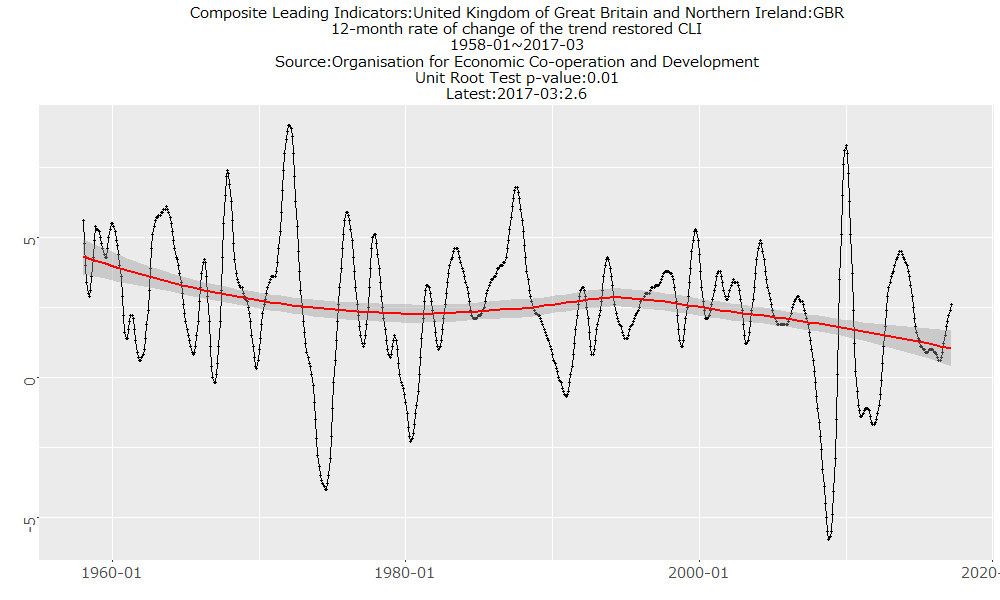 Composite Leading Indicators:United Kingdom of Great Britain and Northern Ireland:GBR
12-month rate of change of the trend restored CLI
1958-01~2017-03
Source:Organisation for Economic Co-operation and Development
Unit Root Test p-value:0.01
Latest:2017-03:2.6
5
0
-5
1960-01
1980-01
2000-01
2020-